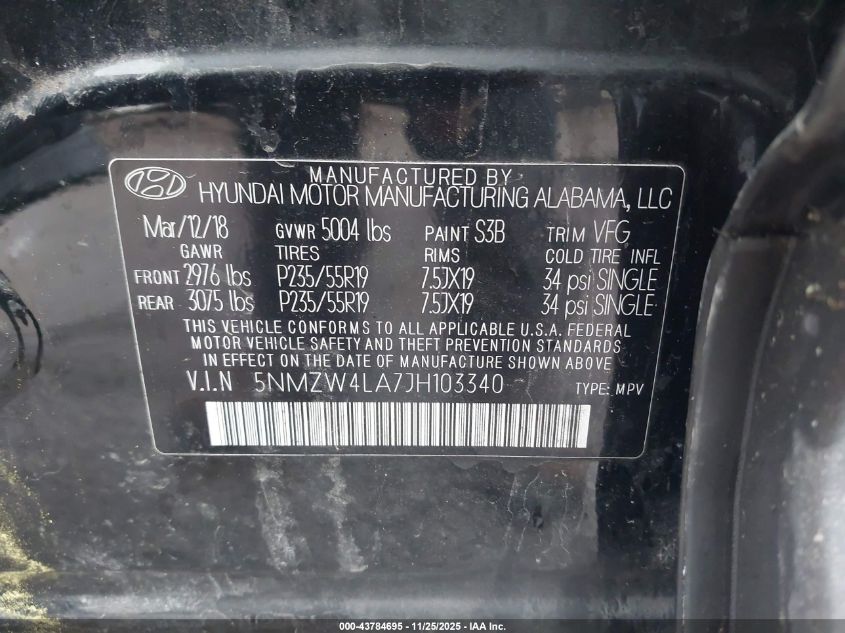 MANUFACTURED BY
HYUNDAI MOTOR MANUFACTURING ALABAMA, LLC
Mar/12/18 GVWR 5004 lbs PAINT S3B TRIM VFG
GAWR TIRES RIMS COLD TIRE INFL
FRONT 2976 lbs P235/55R19 7.5JX19 34 psi SINGLE
REAR 3075 lbs P235/55R19 7.5JX19 34 psi SINGLE
THIS VEHICLE CONFORMS TO ALL APPLICABLE U.S.A. FEDERAL
MOTOR VEHICLE SAFETY AND THEFT PREVENTION STANDARDS
IN EFFECT ON THE DATE OF MANUFACTURE SHOWN ABOVE.
V.I.N 5NMZW4LA7JH103340 TYPE: MPV
000-43784695 - 11/25/2025 - IAA Inc.